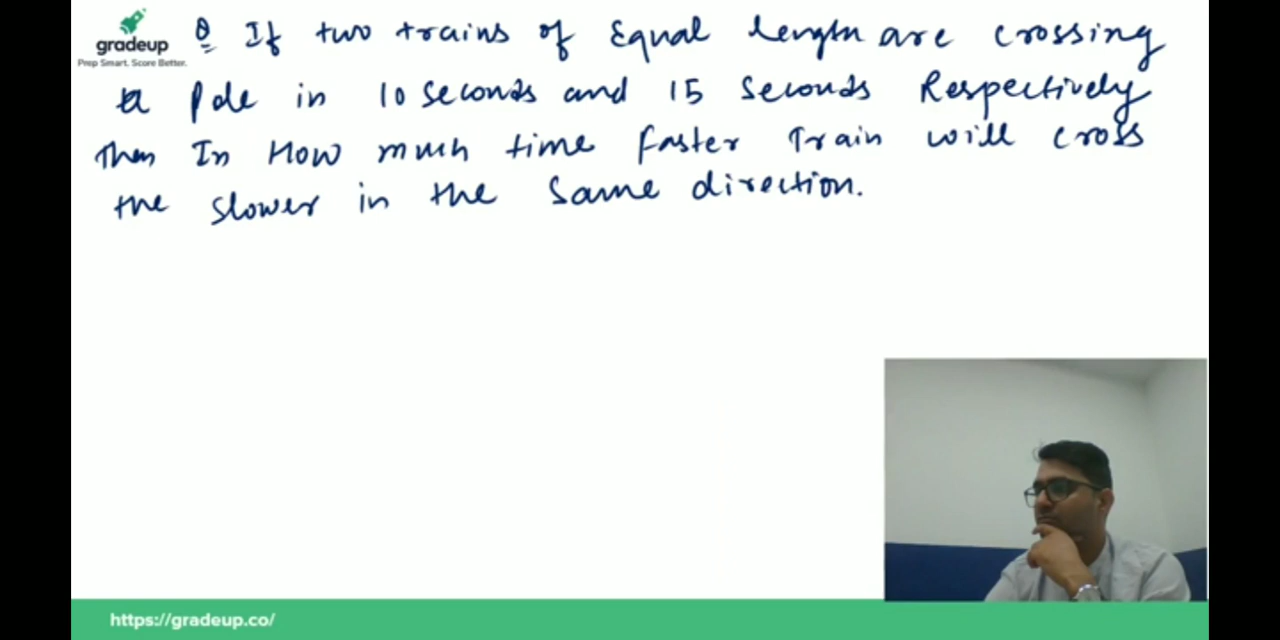 gradeup
Prep Smart. Score Better.
Q If two trains of Equal length are crossing
a Pole in 10 Seconds and 15 Seconds Respectively
Then In How much time faster Train will cross
the slower in the Same direction.
https://gradeup.co/